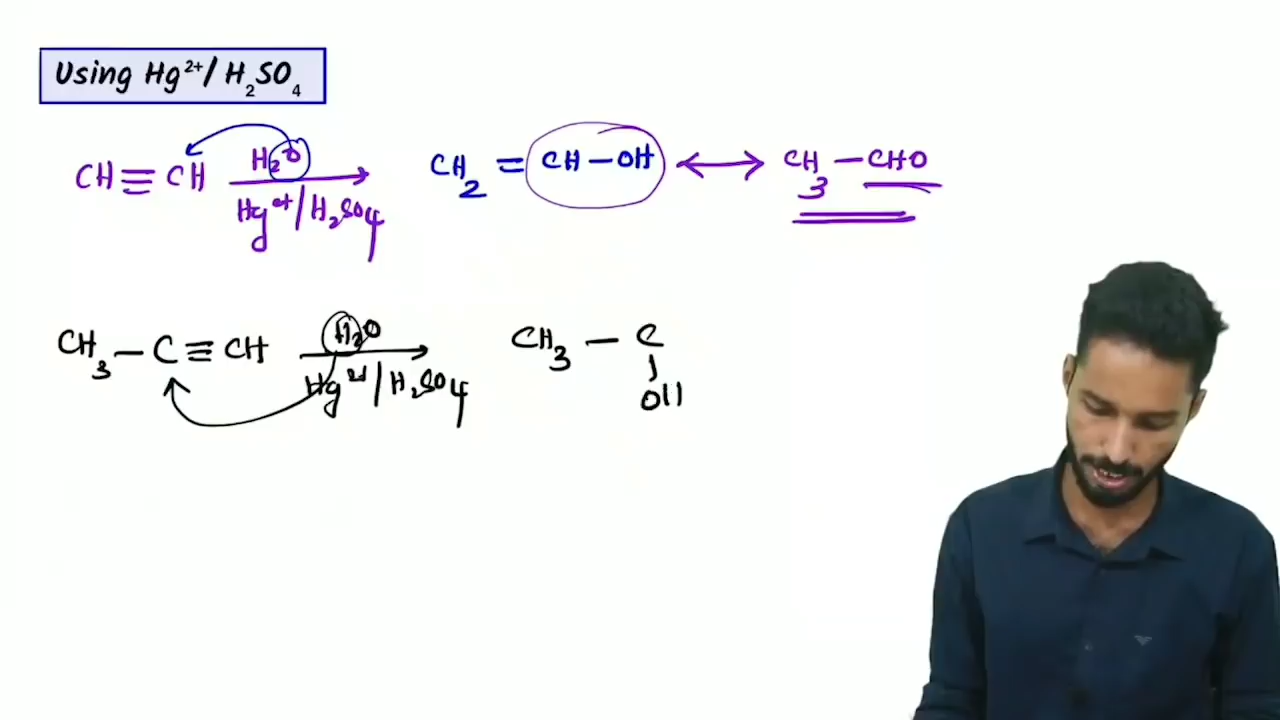 Using Hg²⁺/ H₂SO₄
CH≡CH H₂O / Hg²⁺/H₂SO₄ → CH₂=CH—OH ↔ CH₃—CHO
CH₃—C≡CH H₂O / Hg²⁺/H₂SO₄ → CH₃—C
OH